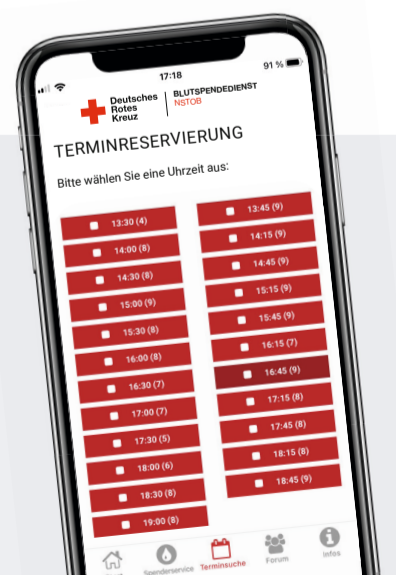 17:18
91 %
Deutsches
Rotes
Kreuz
BLUTSPENDEDIENST
NSTOB
TERMINRESERVIERUNG
Bitte wählen Sie eine Uhrzeit aus:
13:30 (4)
13:45 (9)
14:00 (8)
14:15 (9)
14:30 (8)
14:45 (9)
15:00 (9)
15:15 (9)
15:30 (8)
15:45 (9)
16:00 (8)
16:15 (7)
16:30 (7)
16:45 (9)
17:00 (7)
17:15 (8)
17:30 (5)
17:45 (8)
18:00 (6)
18:15 (8)
18:30 (8)
18:45 (9)
19:00 (8)
Spenderservice
Terminsuche
Forum
Infos